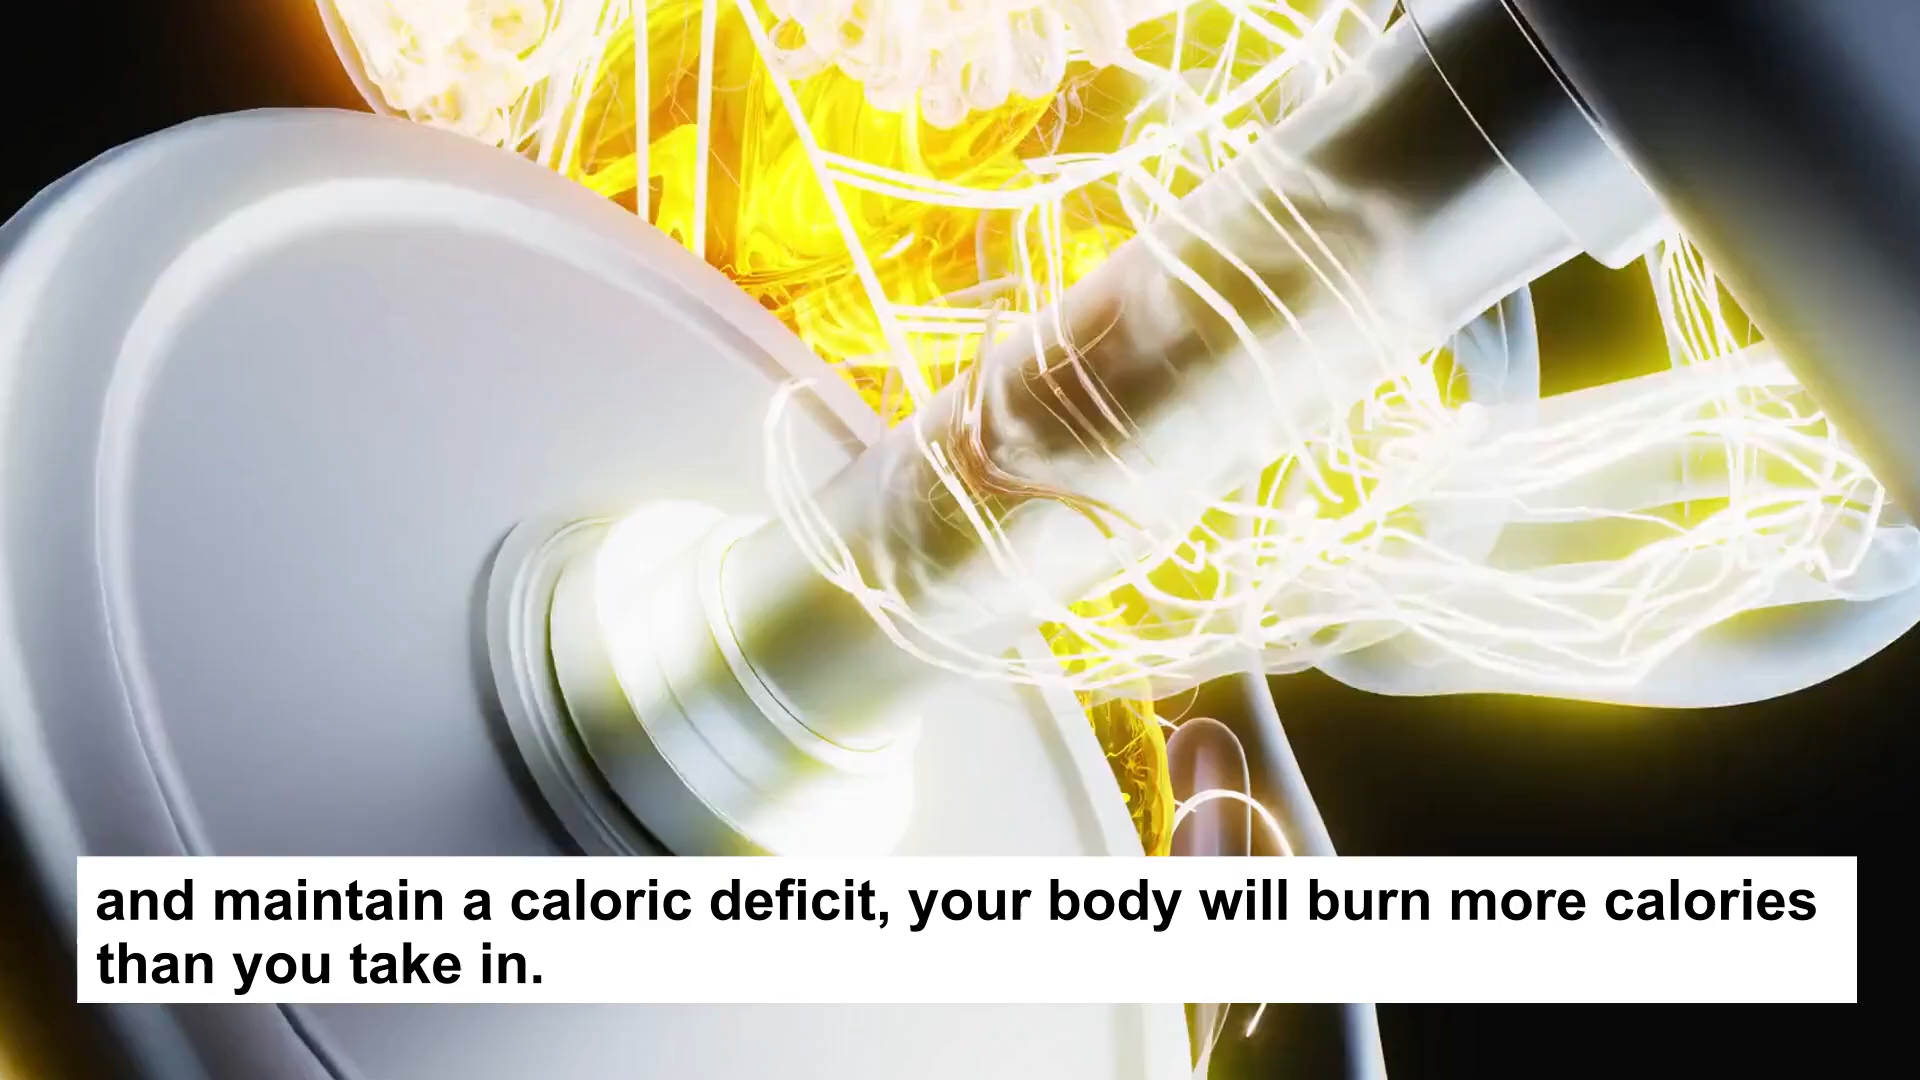 and maintain a caloric deficit, your body will burn more calories
than you take in.